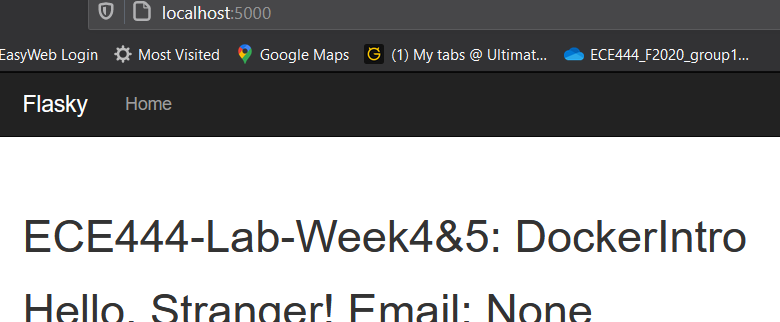 localhost:5000
EasyWeb Login Most Visited Google Maps (1) My tabs @ Ultimat... ECE444_F2020_group1...
Flasky Home
ECE444-Lab-Week4&5: DockerIntro
Hello, Stranger! Email: None